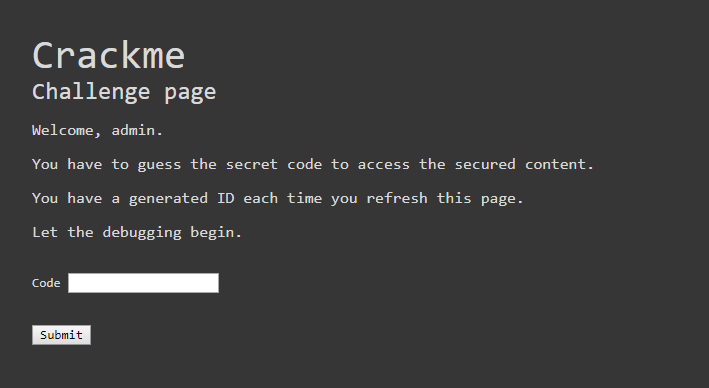 Crackme
Challenge page
Welcome, admin.
You have to guess the secret code to access the secured content.
You have a generated ID each time you refresh this page.
Let the debugging begin.
Code
Submit